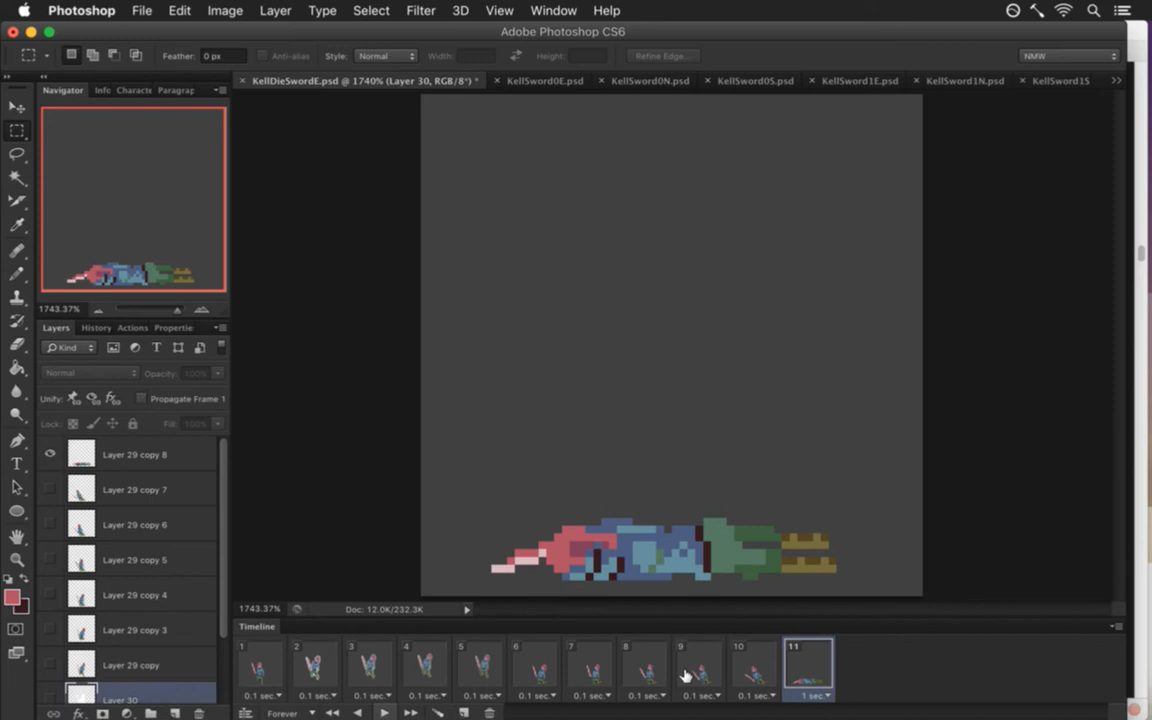 Photoshop File Edit Image Layer Type Select Filter 3D View Window Help
Adobe Photoshop CS6
Feather: 0 px Anti-alias Style: Normal Width: Height: Refine Edge... NMW
KellDieSwordE.psd @ 1740% (Layer 30, RGB/8*) * KellSword0E.psd KellSword0N.psd KellSword0S.psd KellSword1E.psd KellSword1N.psd KellSword1S
Navigator Info Characte Paragrap
1743.37%
Layers History Actions Propertie
Kind
Normal Opacity: 100%
Unify: Propagate Frame 1
Lock: Fill: 100%
Layer 29 copy 8
Layer 29 copy 7
Layer 29 copy 6
Layer 29 copy 5
Layer 29 copy 4
Layer 29 copy 3
Layer 29 copy
Layer 30
1743.37% Doc: 12.0K/232.3K
Timeline
1 2 3 4 5 6 7 8 9 10 11
0.1 sec. 0.1 sec. 0.1 sec. 0.1 sec. 0.1 sec. 0.1 sec. 0.1 sec. 0.1 sec. 0.1 sec. 0.1 sec. 1 sec.
Forever